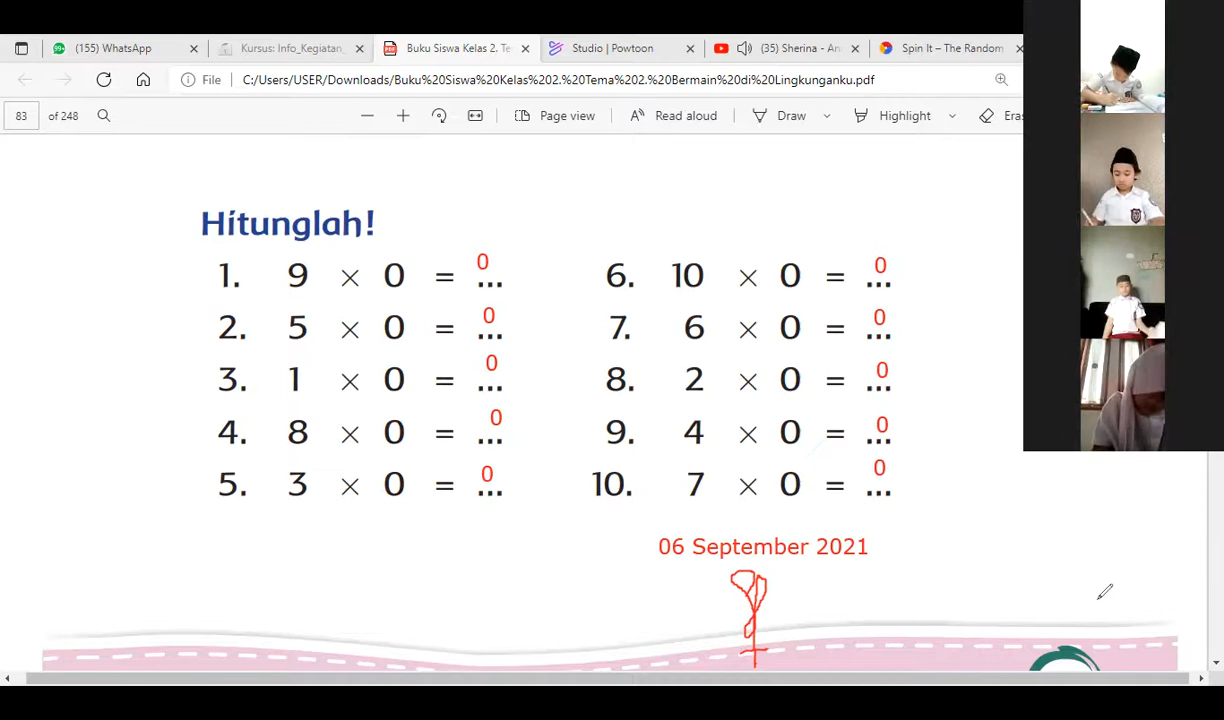 (155) WhatsApp
Kursus: Info_Kegiatan_
Buku Siswa Kelas 2. Te
Studio | Powtoon
(35) Sherina - An
Spin It – The Random
File
C:/Users/USER/Downloads/Buku%20Siswa%20Kelas%202.%20Tema%202.%20Bermain%20di%20Lingkunganku.pdf
83 of 248
Page view
Read aloud
Draw
Highlight
Eras
Hitunglah!
1. 9 × 0 = ... 0
2. 5 × 0 = ... 0
3. 1 × 0 = ... 0
4. 8 × 0 = ... 0
5. 3 × 0 = ... 0
6. 10 × 0 = ... 0
7. 6 × 0 = ... 0
8. 2 × 0 = ... 0
9. 4 × 0 = ... 0
10. 7 × 0 = ... 0
06 September 2021